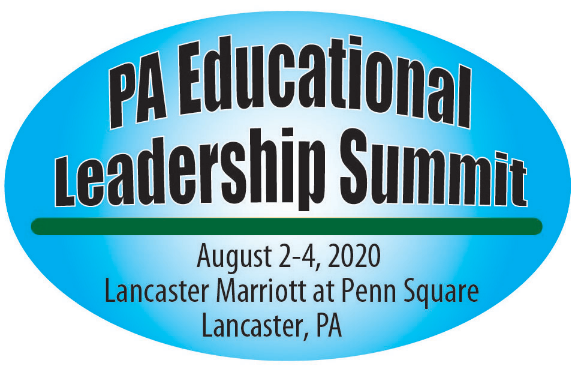 PA Educational
Leadership Summit
August 2-4, 2020
Lancaster Marriott at Penn Square
Lancaster, PA